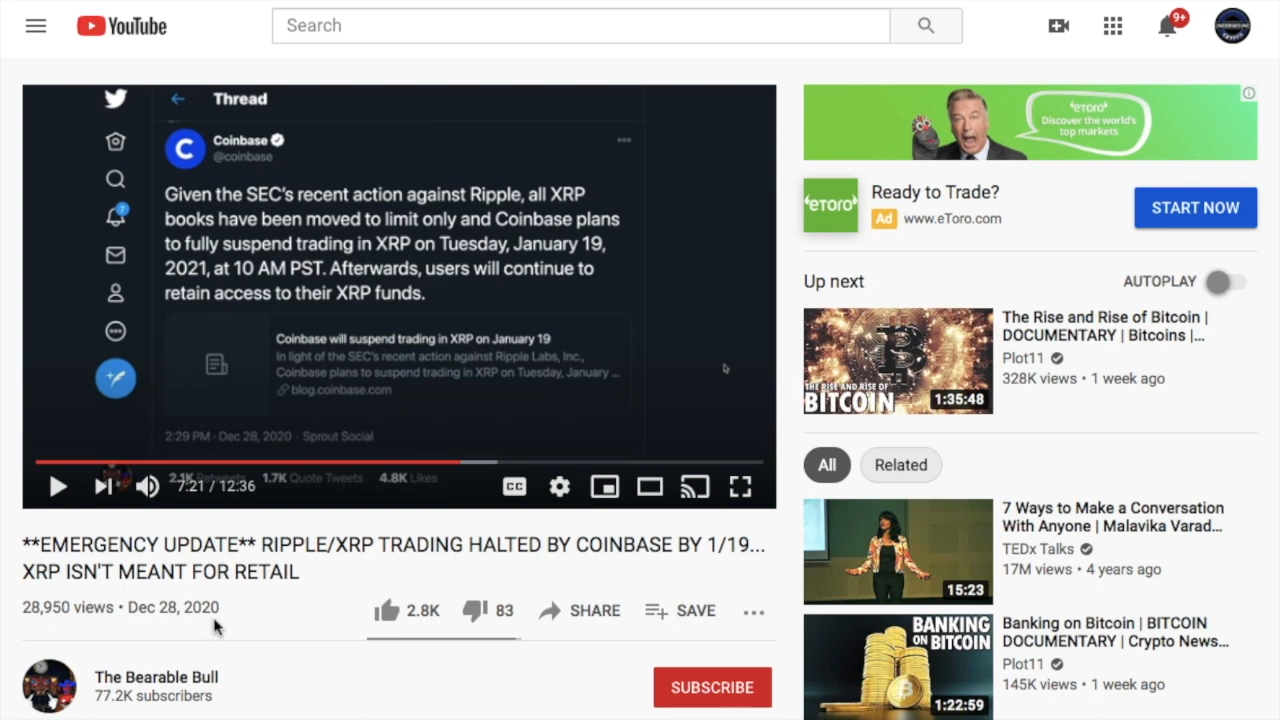 YouTube
Search
9+
Thread
Coinbase
@coinbase
Given the SEC's recent action against Ripple, all XRP
books have been moved to limit only and Coinbase plans
to fully suspend trading in XRP on Tuesday, January 19,
2021, at 10 AM PST. Afterwards, users will continue to
retain access to their XRP funds.
7
Coinbase will suspend trading in XRP on January 19
In light of the SEC's recent action against Ripple Labs, Inc.,
Coinbase plans to suspend trading in XRP on Tuesday, January ...
blog.coinbase.com
2:29 PM · Dec 28, 2020 · Sprout Social
2.1K Retweets 1.7K Quote Tweets 4.8K Likes
7:21 / 12:36
CC
**EMERGENCY UPDATE** RIPPLE/XRP TRADING HALTED BY COINBASE BY 1/19...
XRP ISN'T MEANT FOR RETAIL
28,950 views • Dec 28, 2020
2.8K 83 SHARE SAVE
The Bearable Bull
77.2K subscribers
SUBSCRIBE
eTORO
Discover the world's
top markets
eTORO
Ready to Trade?
Ad www.eToro.com
START NOW
Up next
AUTOPLAY
THE RISE AND RISE OF
BITCOIN
1:35:48
The Rise and Rise of Bitcoin |
DOCUMENTARY | Bitcoins |...
Plot11
328K views • 1 week ago
All
Related
15:23
7 Ways to Make a Conversation
With Anyone | Malavika Varad...
TEDx Talks
17M views • 4 years ago
BANKING
ON BITCOIN
1:22:59
Banking on Bitcoin | BITCOIN
DOCUMENTARY | Crypto News...
Plot11
145K views • 1 week ago